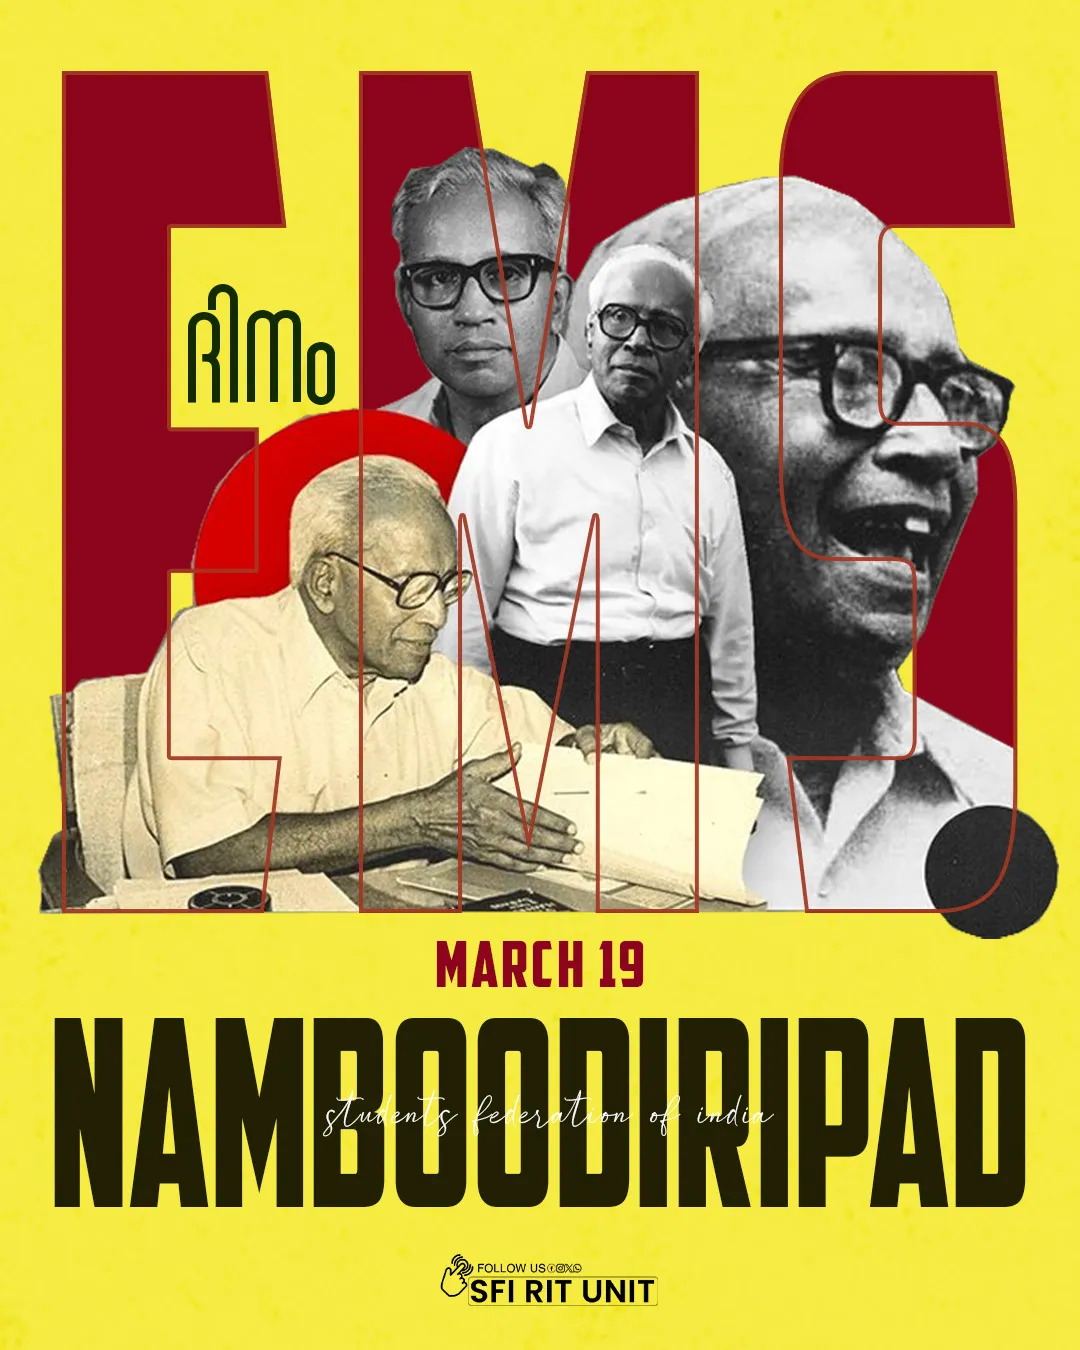 EMS
ദിനം
MARCH 19
NAMBOODIRIPAD
students federation of india
FOLLOW US
SFI RIT UNIT